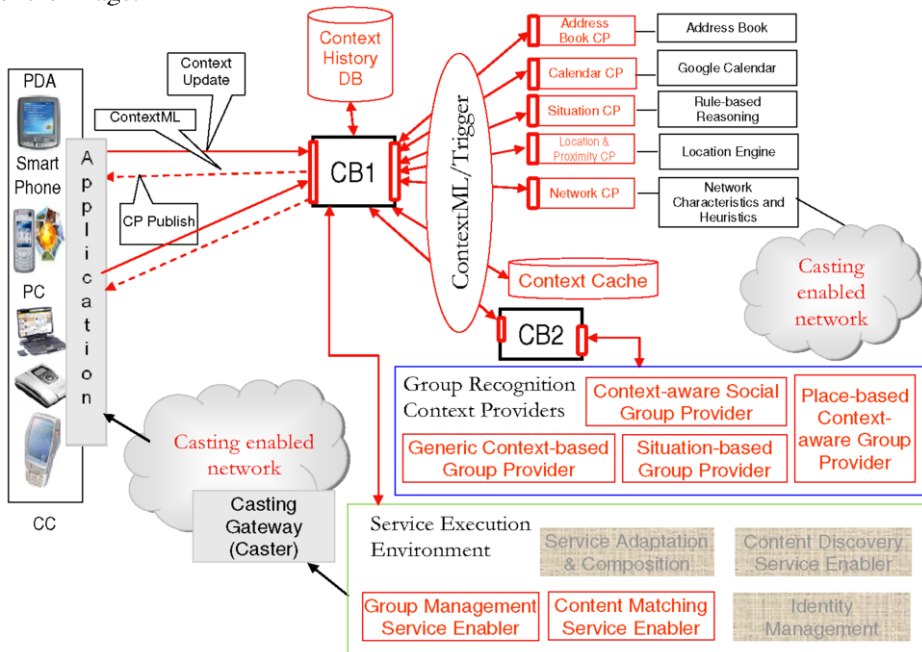 PDA
Smart
Phone
PC
CC
Application
Context
Update
ContextML
CP Publish
Context
History
DB
CB1
ContextML/Trigger
Address
Book CP
Address Book
Calendar CP
Google Calendar
Situation CP
Rule-based
Reasoning
Location &
Proximity CP
Location Engine
Network CP
Network
Characteristics and
Heuristics
Casting
enabled
network
Context Cache
CB2
Group Recognition
Context Providers
Context-aware Social
Group Provider
Place-based
Context-
aware Group
Provider
Generic Context-based
Group Provider
Situation-based
Group Provider
Casting enabled
network
Casting
Gateway
(Caster)
Service Execution
Environment
Service Adaptation
& Composition
Content Discovery
Service Enabler
Group Management
Service Enabler
Content Matching
Service Enabler
Identity
Management